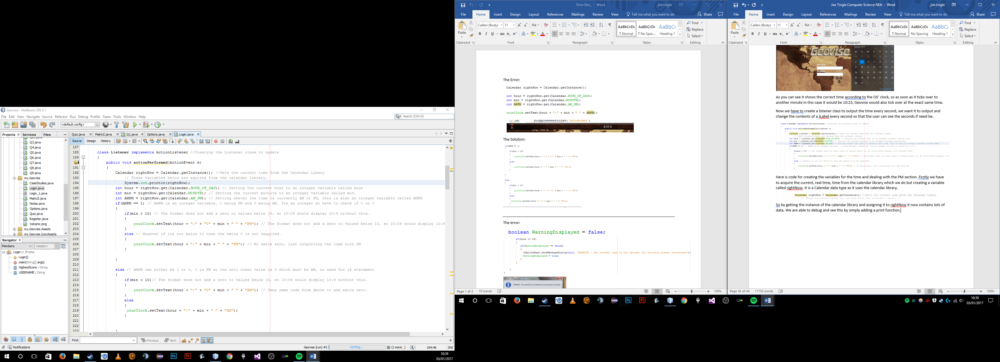 Geovise - NetBeans IDE 8.1
File Edit View Navigate Source Refactor Run Debug Profile Team Tools Window Help
Search (Ctrl+I)
<default config>
Projects Services Files
Q3.java
Q4.java
Q5.java
Q6.java
Q7.java
Q8.java
Q9.java
my.Geovise
CaseStudies.java
Login.java
Login_1.java
MainUI.java
Notes.java
Options.java
Quiz.java
Register.java
Volcanic.png
my.Geovise.Assets
my.Geovise.IconAssets
Navigator
Members <empty>
Login :: JFrame
Login()
main(String[] args)
HighestScore : String
USERNAME : String
Quiz.java MainUI.java Q1.java Options.java Login.java
Source Design History
187
188 class Listener implements ActionListener //Creating the Listener class to update
189 {
public void actionPerformed(ActionEvent e)
191 {
192 Calendar rightNow = Calendar.getInstance(); //Gets the current time from the Calendar Libary
193 // These variables below are aquired from the calendar library.
194 System.out.println(rightNow);
195 int hour = rightNow.get(Calendar.HOUR_OF_DAY); // Setting the current hour to an integer variable called hour
196 int min = rightNow.get(Calendar.MINUTE); // Setting the current minuite to an integer variable called min.
197 int AMPM = rightNow.get(Calendar.AM_PM); // Setting wheter the time is currently AM or PM, this is also an integer variable called AMPM
198 if(AMPM == 1) // AMPM is an integer variable, 1 being PM and 0 being AM. Its an integer so have to check if 1 or 0
199 {
200 if(min < 10) // The format does not add a zero to values below 10, so 10:09 would display 10:9 without this.
201 {
202 yourClock.setText(hour + ":" + "0" + min + " " + "PM"); // The format does not add a zero to values below 10, so 10:09 would display 10:9
203 }
204 else // However if its not below 10 then the extra 0 is not required.
205 {
206 yourClock.setText(hour + ":" + min + " " + "PM"); // No extra zero, just outputting the time with PM
207 }
208
209 }
210
211 else // AMPM can either be 1 or 0, 1 is PM so the only other value is 0 which must be AM, no need for if statement
212 {
213 if(min < 10)// The format does not add a zero to values below 10, so 10:09 would display 10:9 without this.
214 {
215 yourClock.setText(hour + ":" + "0" + min + " " + "AM"); // Uses same code from above to add extra zero.
216 }
217 else
218 {
219 yourClock.setText(hour + ":" + min + " " + "AM");
220 }
221
222
223 }
Find: Previous Next
Notifications Geovise (run) #2 running... (1 more...) 194:46 INS
10:39
03/01/2017
Error Doc_ - Word joe tingle
File Home Insert Design Layout References Mailings Review View Tell me what you want to do Share
Paste Calibri (Body) 11 AaBbCcDc AaBbCcDc AaBbCc Find
Replace
¶ Normal ¶ No Spac... Heading 1 Select
Clipboard Font Paragraph Styles Editing
The Error:
Calendar rightNow = Calendar.getInstance();
int hour = rightNow.get(Calendar.HOUR_OF_DAY);
int min = rightNow.get(Calendar.MINUTE);
int AMPM = rightNow.get(Calendar.AM_PM);
yourClock.setText(hour + ":" + min + " " + AMPM);
@SuppressWarnings("unchecked")
9:31 0
The Solution:
if(AMPM == 1)
{
if(min < 10)
{
yourClock.setText(hour + ":" + "0" + min + " " + "PM");
}
else
{
yourClock.setText(hour + ":" + min + " " + "PM");
}
}
else
{
if(min < 10)
{
yourClock.setText(hour + ":" + "0" + min + " " + "AM");
}
else
{
yourClock.setText(hour + ":" + min + " " + "AM");
}
The error:
boolean WarningDisplayed = false;
if(hour >= 22)
{
if(WarningDisplayed == false)
{
JOptionPane.showMessageDialog(null, "WARNING : The current time is not optimal for revision please reconsider");
WarningDisplayed = true;
}
}
}
}
Message
WARNING : The current time is not optimal for revision please reconsider
Page 1 of 3 10 words 100%
Joe Tingle Computer Science NEA - Word joe tingle
File Home Insert Design Layout References Mailings Review View Tell me what you want to do Share
Paste Calibri (Body) 11 AaBbCcDc AaBbCcDc AaBbCc Find
Replace
¶ Normal No Spacing Heading 1 Select
Clipboard Font Paragraph Styles Editing
Geovise
January 2017
As you can see it shows the correct time according to the OS' clock, so as soon as it ticks over to
another minute in this case it would be 10:23, Geovise would also tick over at the exact same time.
Now we have to create a listener class to output the time every second, we want it to output and
change the contents of a JLabel every second so that the user can see the seconds if need be.
class Listener implements ActionListener //Creating the Listener class to update
{
public void actionPerformed(ActionEvent e)
{
Calendar rightNow = Calendar.getInstance(); //Gets the current time from the Calendar Libary
// These variables below are aquired from the calendar library.
int hour = rightNow.get(Calendar.HOUR_OF_DAY); // Setting the current hour to an integer variable called hour
int min = rightNow.get(Calendar.MINUTE); // Setting the current minuite to an integer variable called min.
int AMPM = rightNow.get(Calendar.AM_PM); // Setting wheter the time is currently AM or PM, this is also an integer variable called AMPM
if(AMPM == 1) // AMPM is an integer variable, 1 being PM and 0 being AM. Its an integer so have to check if 1 or 0
{
if(min < 10) // The format does not add a zero to values below 10, so 10:09 would display 10:9 without this.
{
yourClock.setText(hour + ":" + "0" + min + " " + "PM"); // The format does not add a zero to values below 10, so 10:09 would display 10:9
}
else // However if its not below 10 then the extra 0 is not required.
{
yourClock.setText(hour + ":" + min + " " + "PM"); // No extra zero, just outputting the time with PM
}
Here is code for creating the variables for the time and dealing with the PM section. Firstly we have
to acquire the current, real time, time from the calendar library which we do but creating a variable
called rightNow. It is a Calendar data type as it uses the calendar library.
Calendar rightNow = Calendar.getInstance(); //Gets the current time from the Calendar Libary
// These variables below are aquired from the calendar library.
So by getting the instance of the calendar library and assigning it to rightNow it now contains lots of
data. We are able to debug and see this by simply adding a print function.
Page 36 of 46 11735 words 100%
10:39
03/01/2017